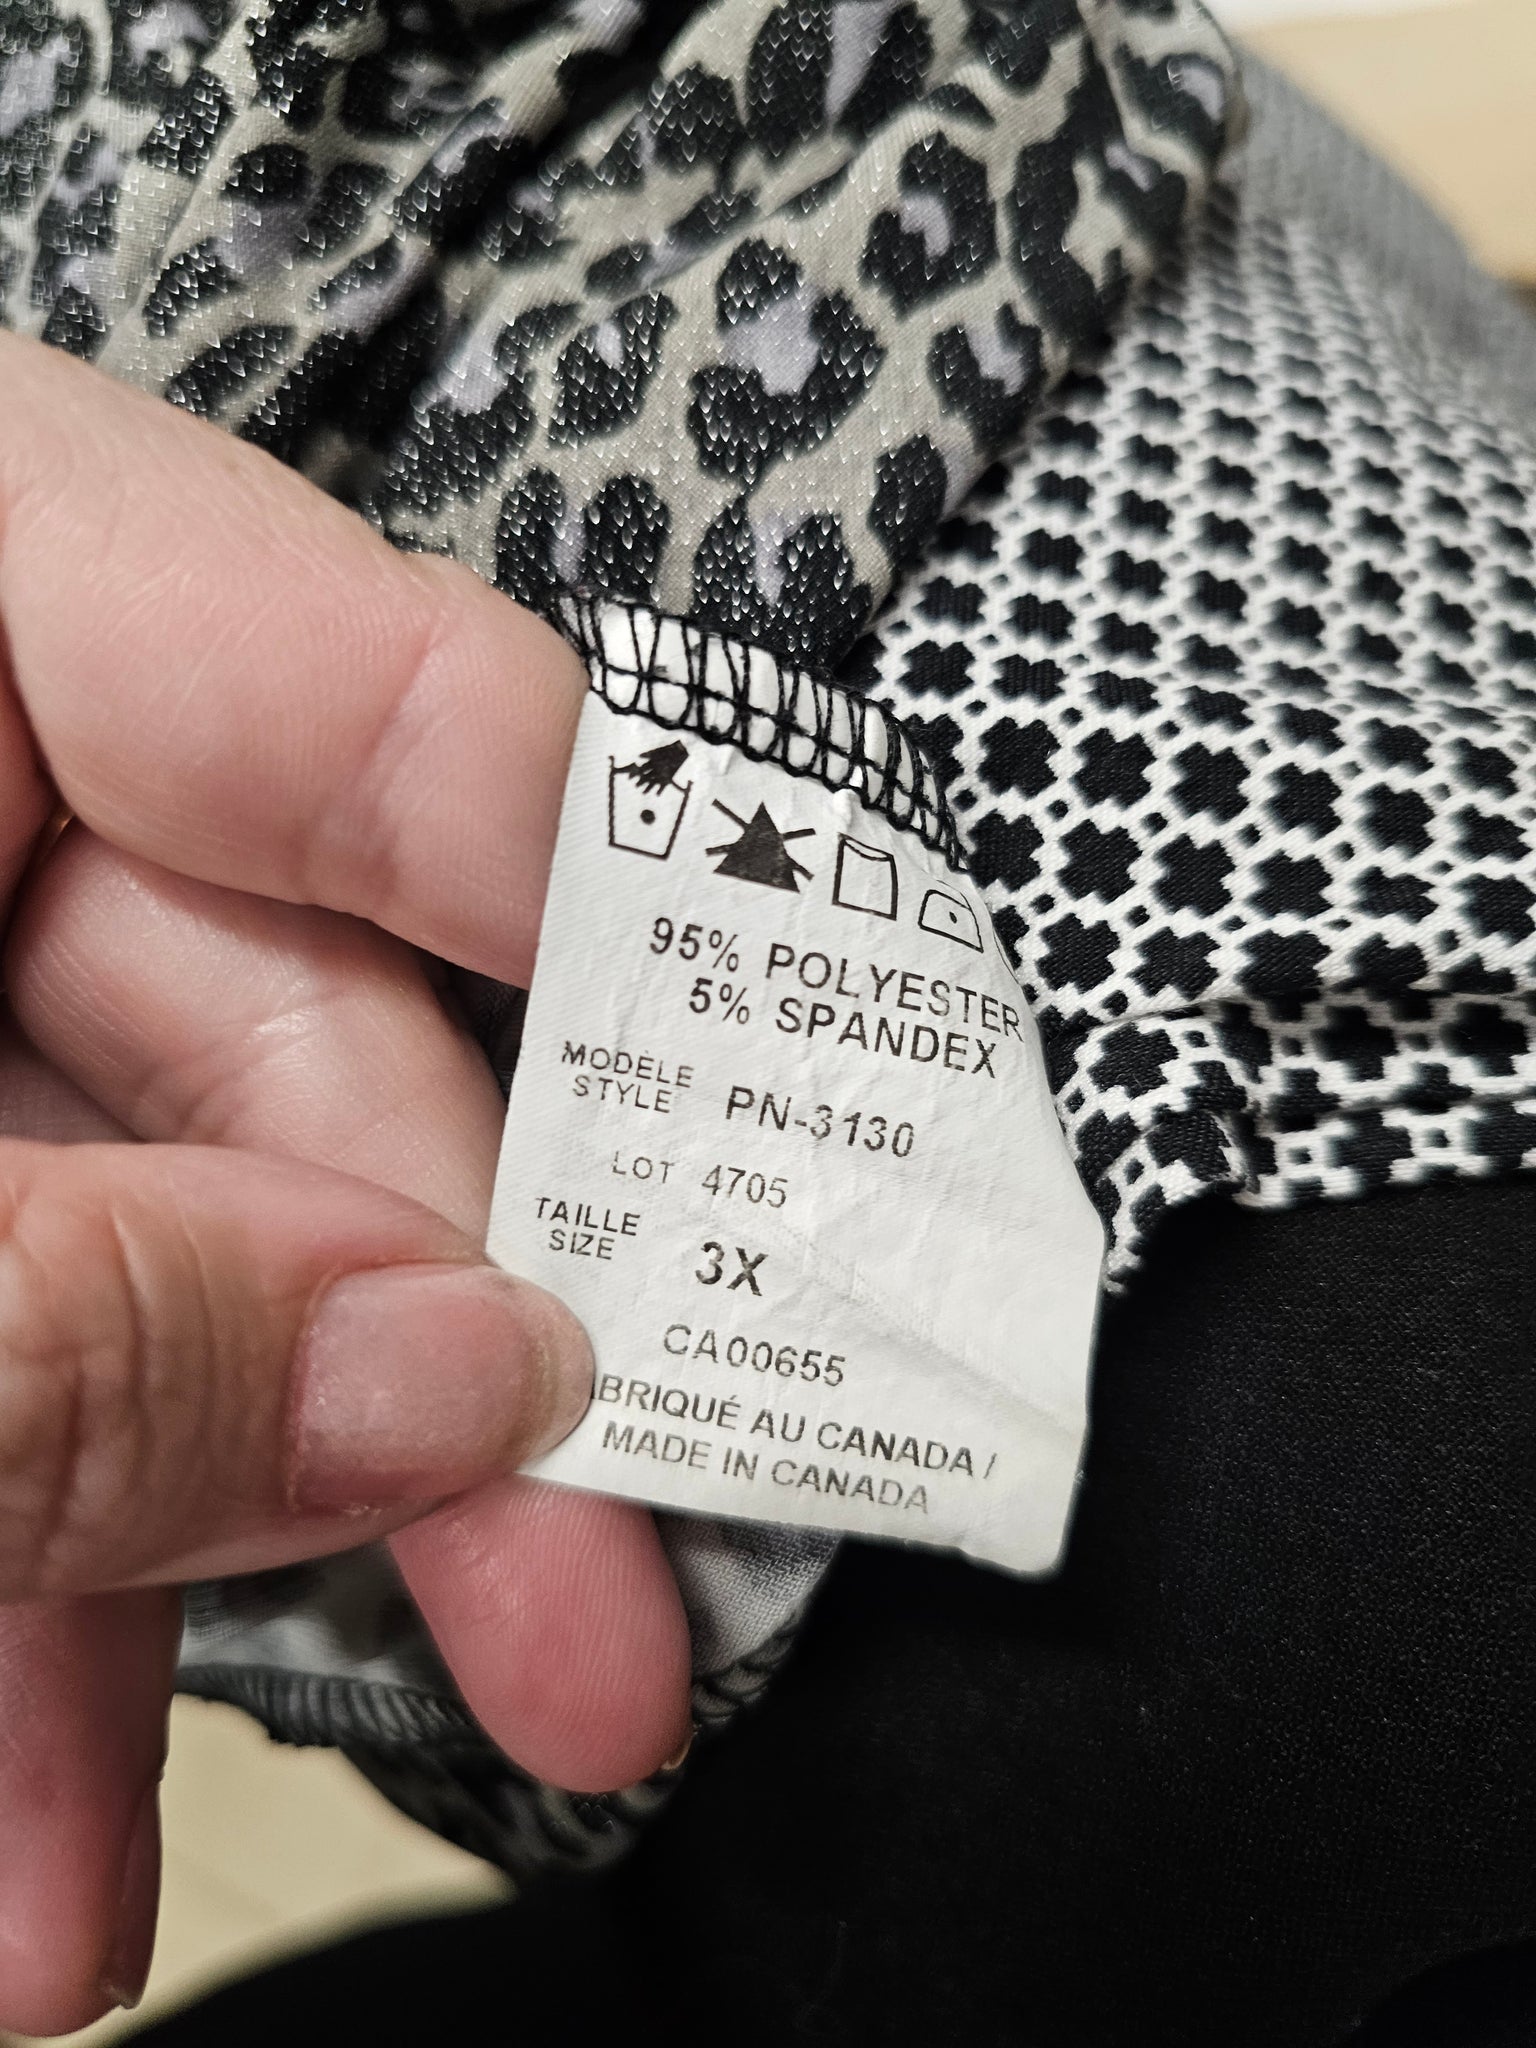 95% POLYESTER
5% SPANDEX
MODÈLE
STYLE PN-3130
LOT 4705
TAILLE
SIZE 3X
CA00655
ABRIQUÉ AU CANADA /
MADE IN CANADA